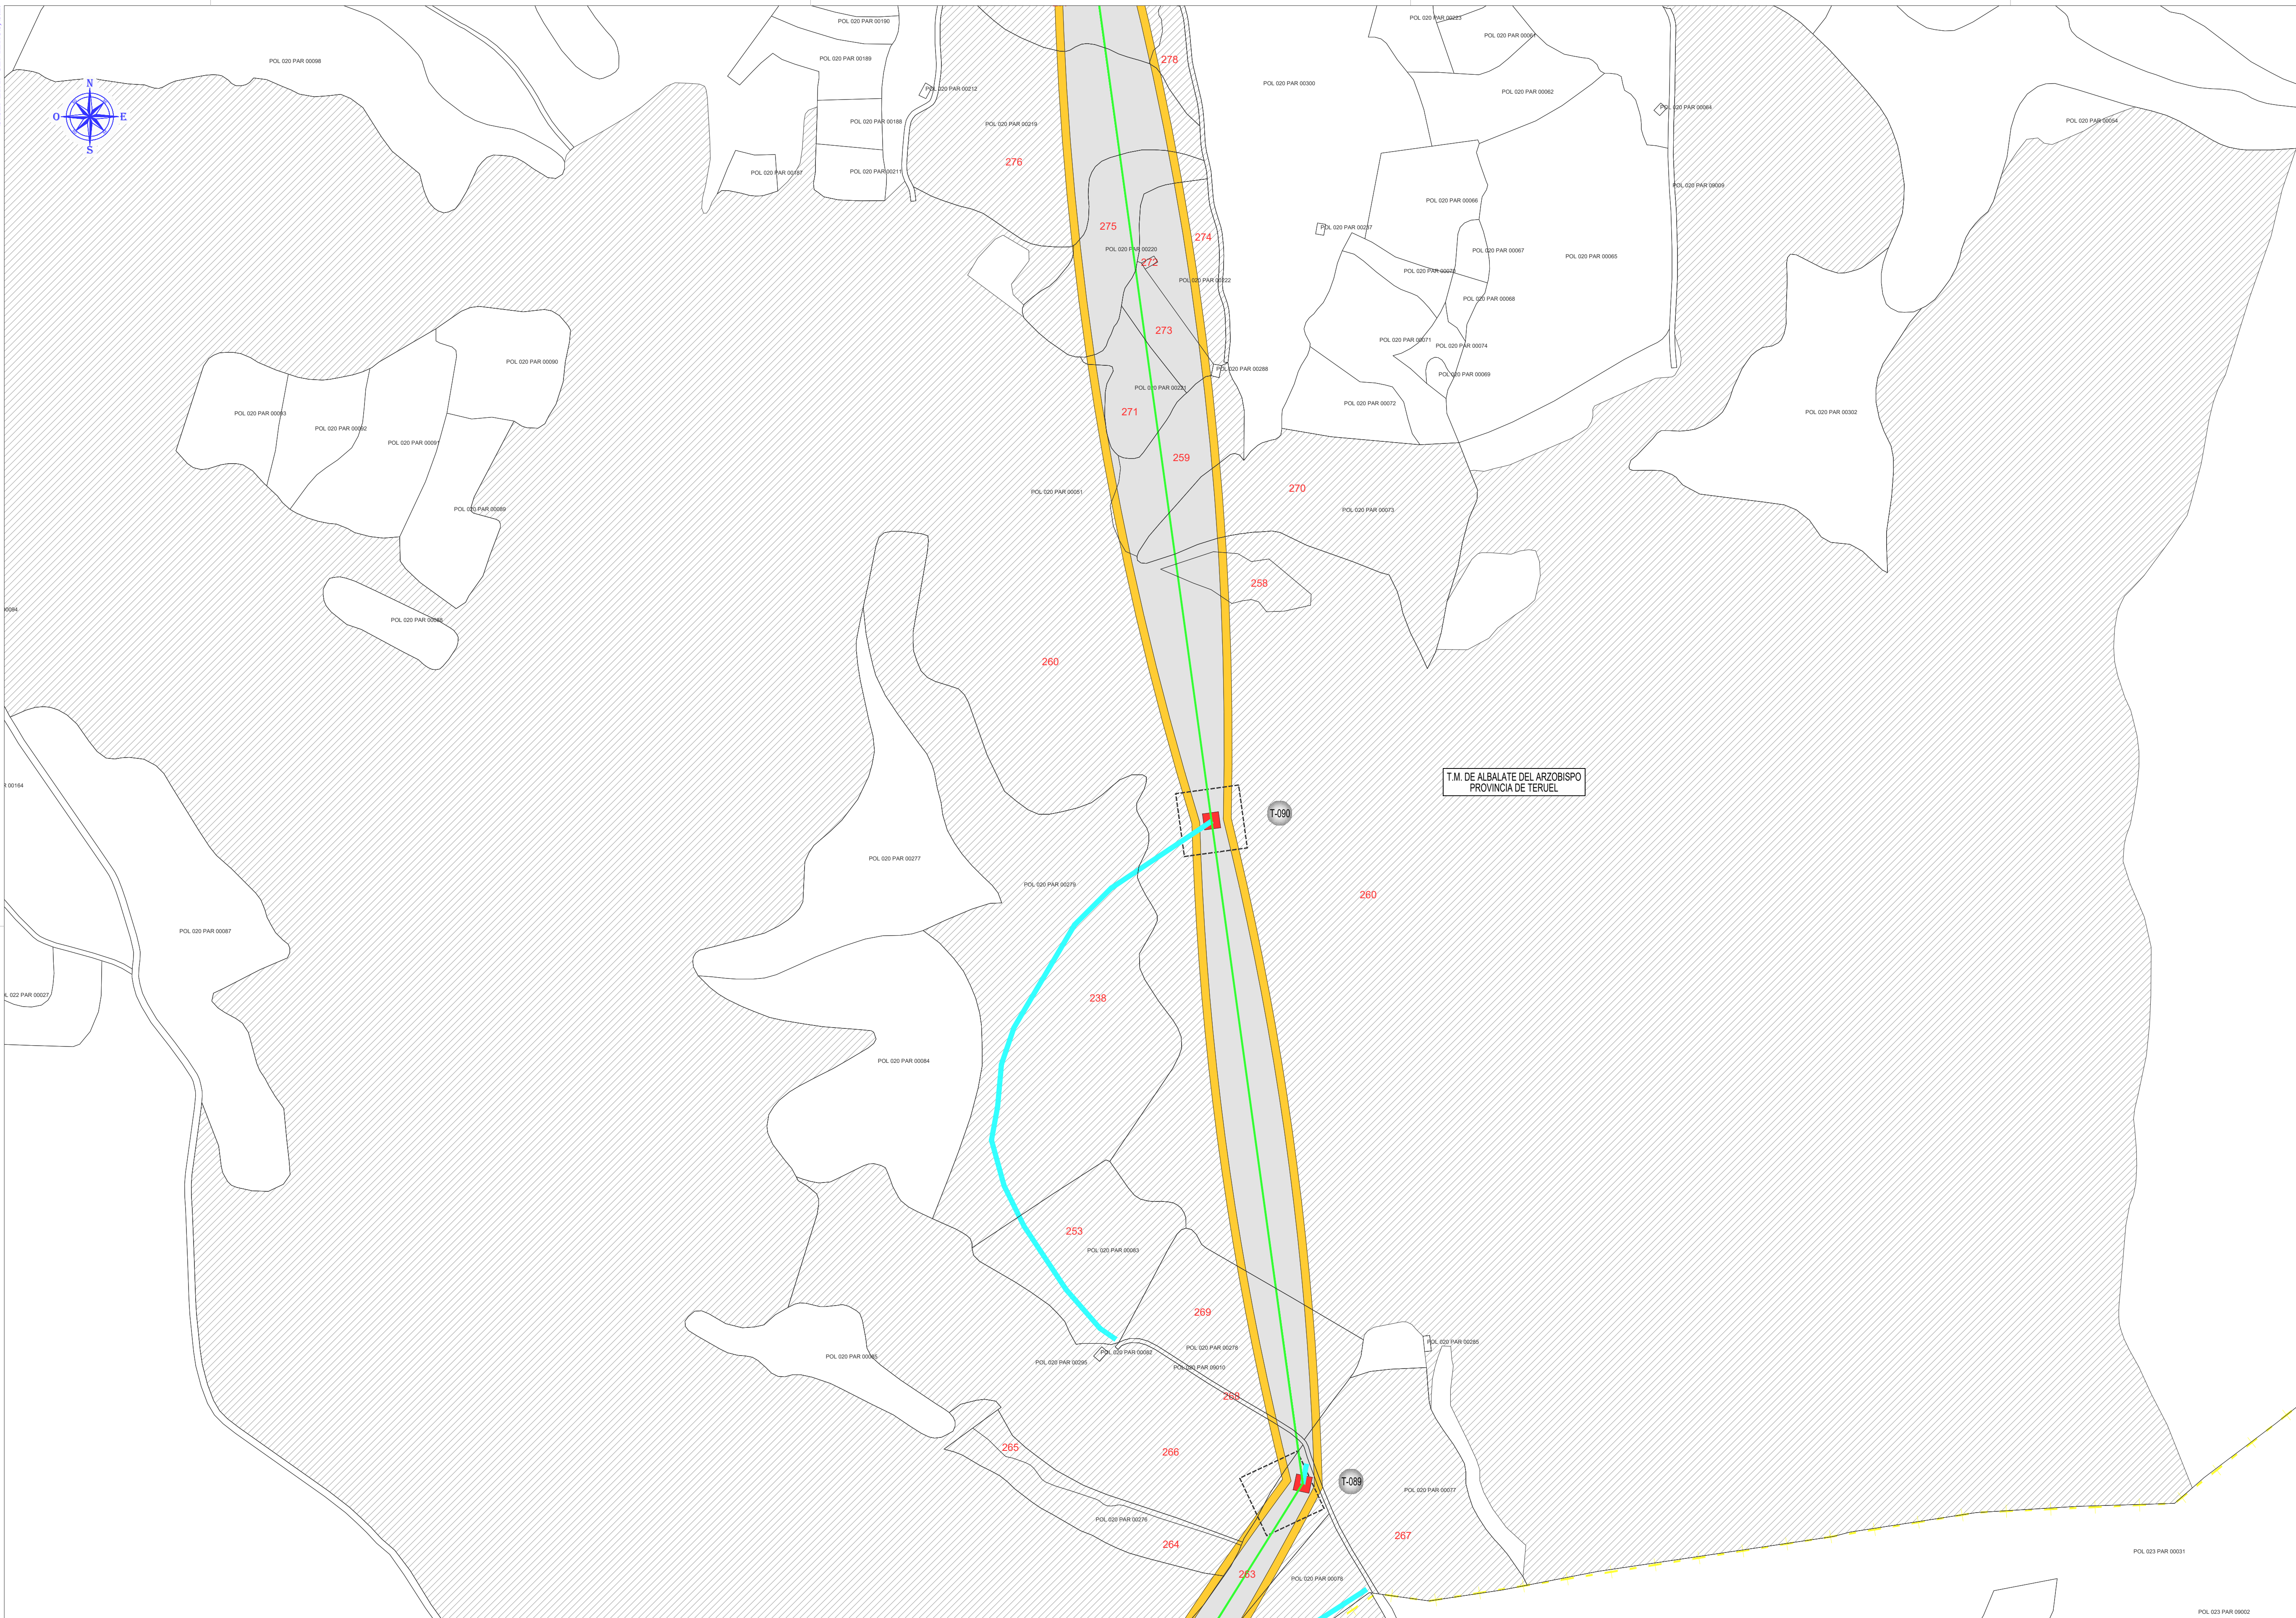 POL 020 PAR 00190
POL 020 PAR 00223
POL 020 PAR 00061
POL 020 PAR 00098
POL 020 PAR 00189
278
POL 020 PAR 00300
N
POL 020 PAR 00212
POL 020 PAR 00062
O
E
POL 020 PAR 00064
S
POL 020 PAR 00188
POL 020 PAR 00219
POL 020 PAR 00054
276
POL 020 PAR 00187
POL 020 PAR 00211
POL 020 PAR 09009
POL 020 PAR 00066
275
POL 020 PAR 00237
274
POL 020 PAR 00220
POL 020 PAR 00067
POL 020 PAR 00065
272
POL 020 PAR 00222
POL 020 PAR 00068
273
POL 020 PAR 00071
POL 020 PAR 00074
POL 020 PAR 00090
POL 020 PAR 00288
POL 020 PAR 00069
POL 020 PAR 00221
POL 020 PAR 00072
POL 020 PAR 00093
271
POL 020 PAR 00302
POL 020 PAR 00092
POL 020 PAR 00091
259
270
POL 020 PAR 00051
POL 020 PAR 00089
POL 020 PAR 00073
258
00084
POL 020 PAR 00088
260
T.M. DE ALBALATE DEL ARZOBISPO
PROVINCIA DE TERUEL
R 00164
T-090
POL 020 PAR 00277
POL 020 PAR 00279
260
POL 020 PAR 00087
L 022 PAR 00027
238
POL 020 PAR 00084
253
POL 020 PAR 00083
269
POL 020 PAR 00285
POL 020 PAR 00278
POL 020 PAR 00082
POL 020 PAR 00085
POL 020 PAR 00295
POL 020 PAR 09010
268
265
266
T-089
POL 020 PAR 00077
POL 020 PAR 00276
267
264
POL 023 PAR 00031
263
POL 020 PAR 00078
POL 023 PAR 09002